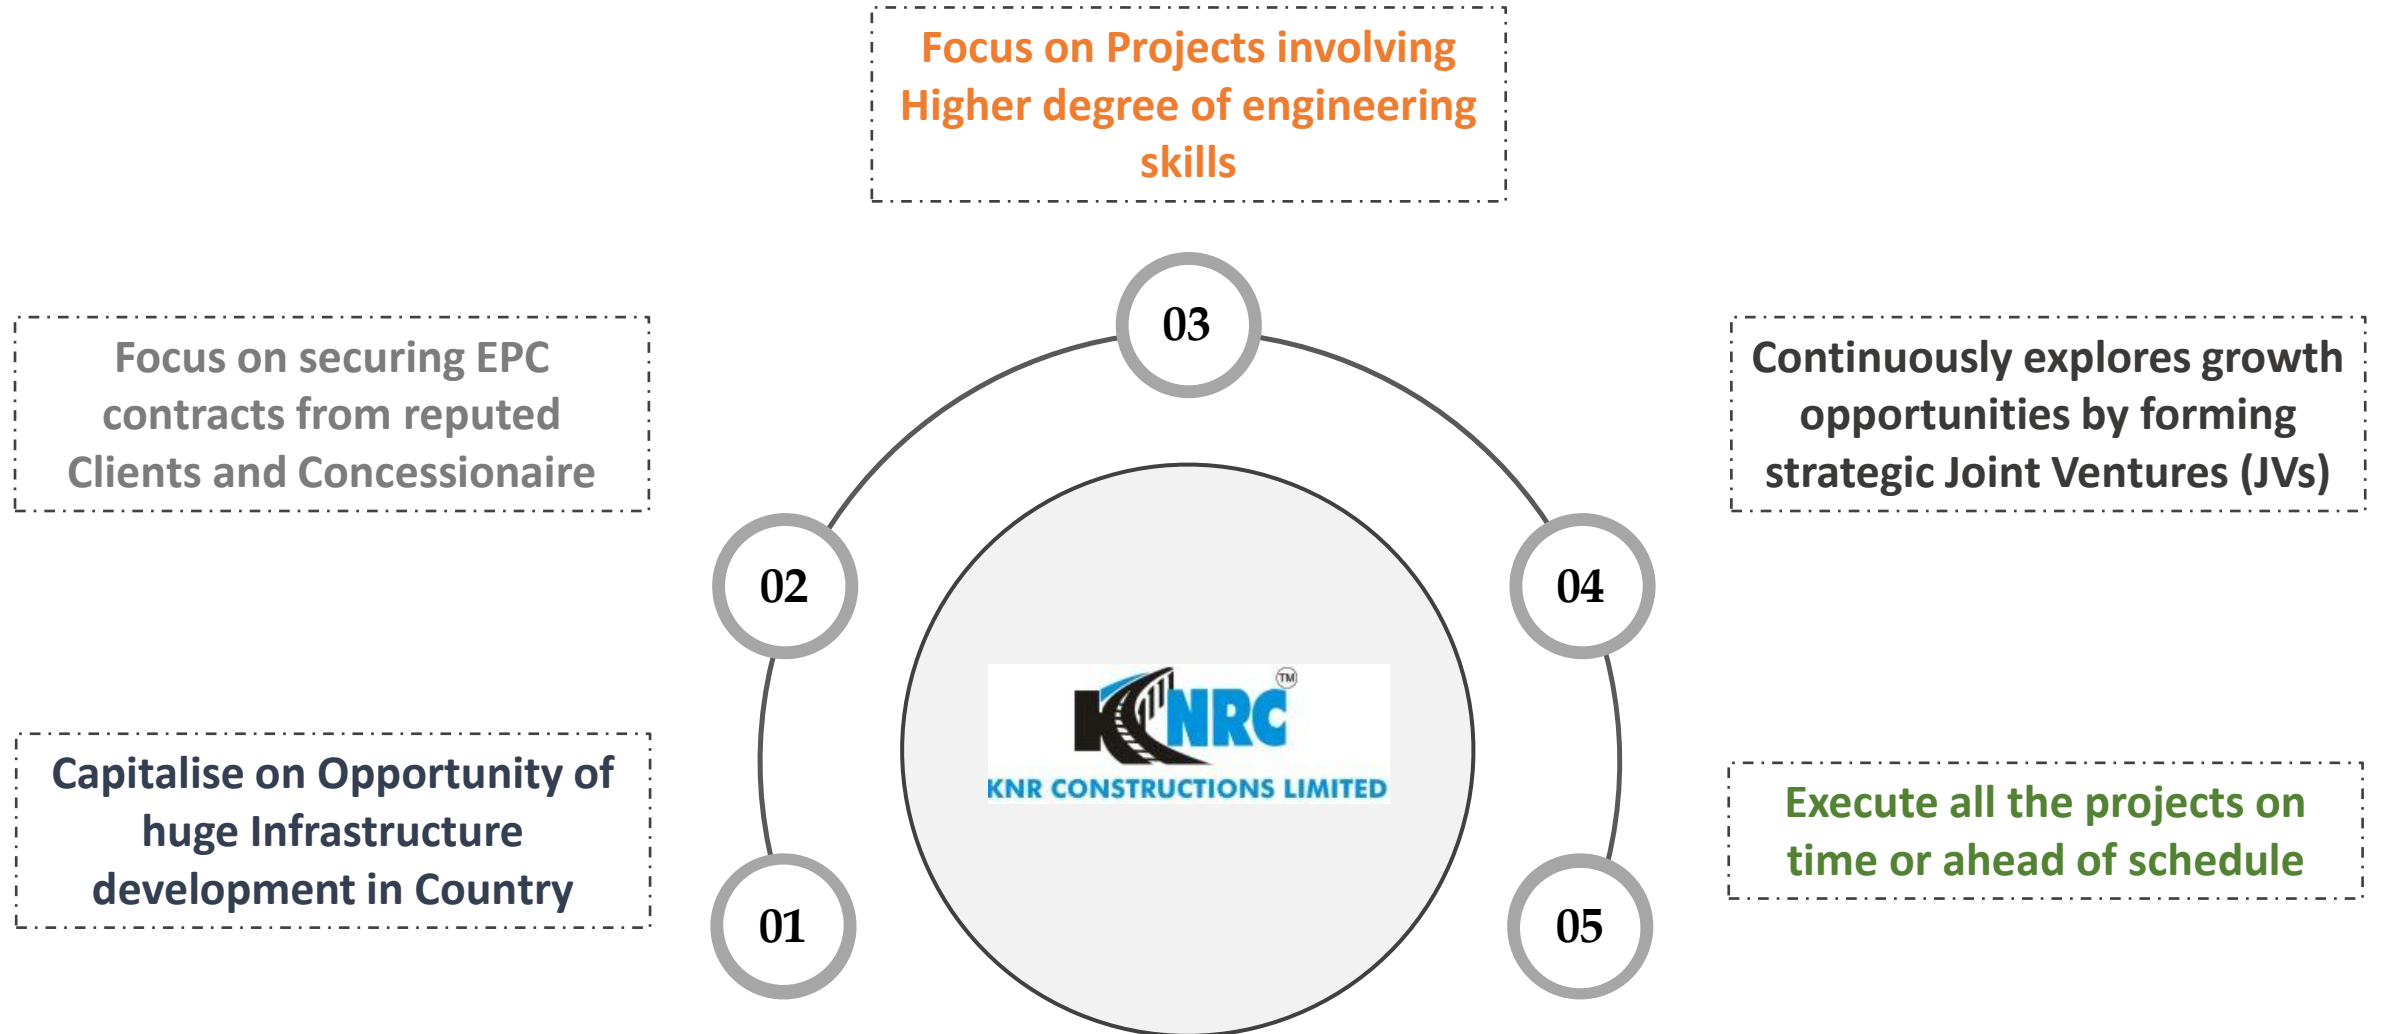 Focus on Projects involving
Higher degree of engineering
skills
03
Focus on securing EPC
contracts from reputed
Clients and Concessionaire
02
Continuously explores growth
opportunities by forming
strategic Joint Ventures (JVs)
04
KNRC TM
KNR CONSTRUCTIONS LIMITED
Capitalise on Opportunity of
huge Infrastructure
development in Country
01
Execute all the projects on
time or ahead of schedule
05